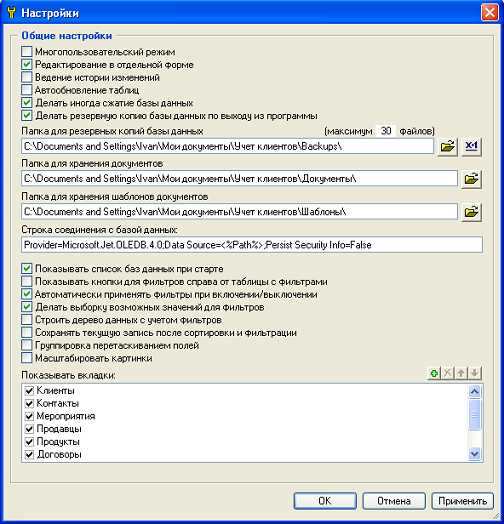 Настройки
Общие настройки
Многопользовательский режим
Редактирование в отдельной форме
Ведение истории изменений
Автообновление таблиц
Делать иногда сжатие базы данных
Делать резервную копию базы данных по выходу из программы
Папка для резервных копий базы данных (максимум 30 файлов)
C:\Documents and Settings\Ivan\Мои документы\Учет клиентов\Backups\
X-1
Папка для хранения документов
C:\Documents and Settings\Ivan\Мои документы\Учет клиентов\Документы\
Папка для хранения шаблонов документов
C:\Documents and Settings\Ivan\Мои документы\Учет клиентов\Шаблоны\
Строка соединения с базой данных:
Provider=Microsoft.Jet.OLEDB.4.0;Data Source=<%Path%>;Persist Security Info=False
Показывать список баз данных при старте
Показывать кнопки для фильтров справа от таблицы с фильтрами
Автоматически применять фильтры при включении/выключении
Делать выборку возможных значений для фильтров
Строить дерево данных с учетом фильтров
Сохранять текущую запись после сортировки и фильтрации
Группировка перетаскиванием полей
Масштабировать картинки
Показывать вкладки:
Клиенты
Контакты
Мероприятия
Продавцы
Продукты
Договоры
OK Отмена Применить